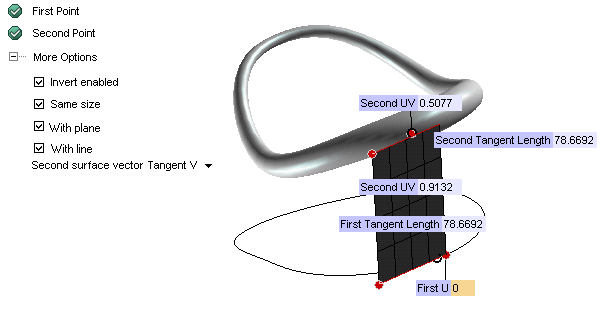 First Point
Second Point
More Options
Invert enabled
Same size
With plane
With line
Second surface vector Tangent V
Second UV 0.5077
Second Tangent Length 78.6692
Second UV 0.9132
First Tangent Length 78.6692
First U 0